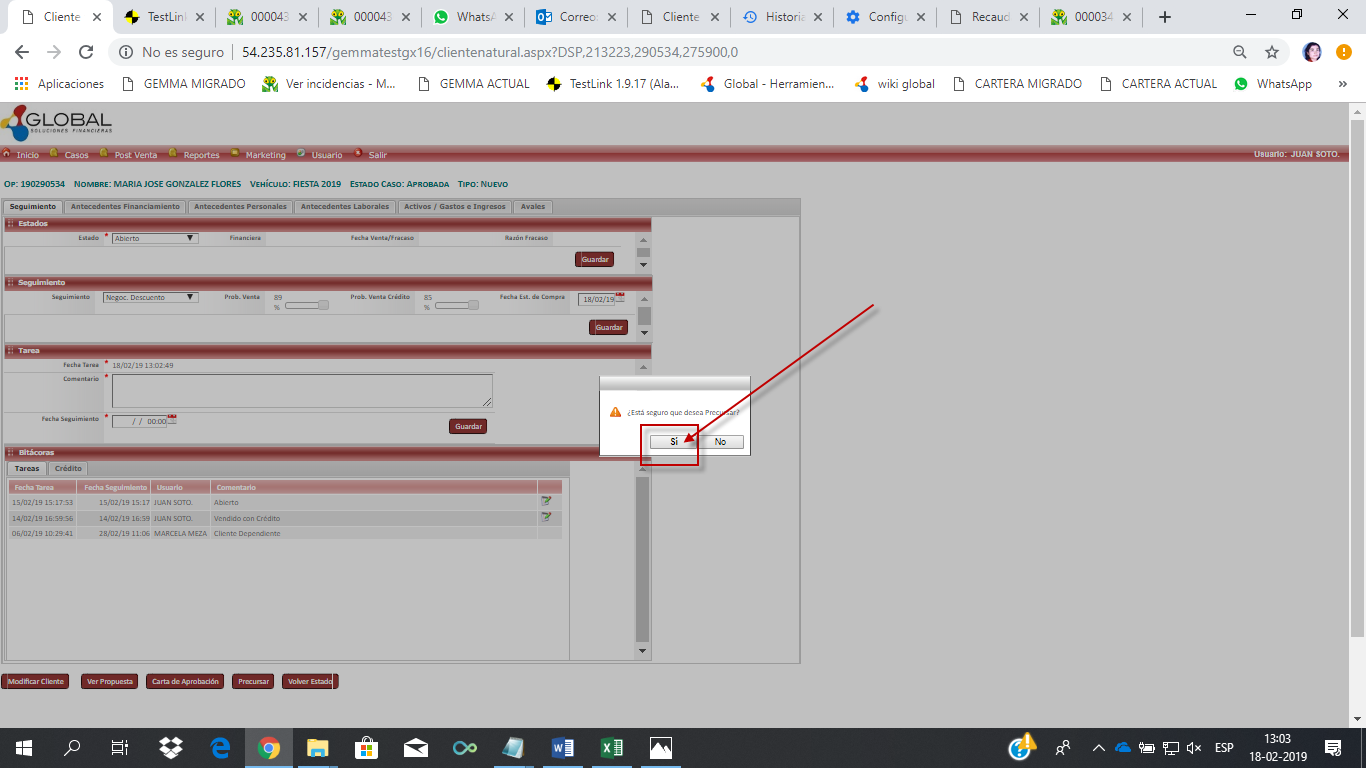 Cliente
TestLink
000043
000043
WhatsA
Correo
Cliente
Historia
Configu
Recaud
000034
No es seguro | 54.235.81.157/gemmatestgx16/clientenatural.aspx?DSP,213223,290534,275900,0
Aplicaciones GEMMA MIGRADO Ver incidencias - M... GEMMA ACTUAL TestLink 1.9.17 (Ala... Global - Herramien... wiki global CARTERA MIGRADO CARTERA ACTUAL WhatsApp »
GLOBAL
SOLUCIONES FINANCIERAS
Inicio Casos Post Venta Reportes Marketing Usuario Salir Usuario: JUAN SOTO.
Op: 190290534 Nombre: MARIA JOSE GONZALEZ FLORES Vehículo: FIESTA 2019 Estado Caso: Aprobada Tipo: Nuevo
Seguimiento Antecedentes Financiamiento Antecedentes Personales Antecedentes Laborales Activos / Gastos e Ingresos Avales
Estados
Estado * Abierto Financiera Fecha Venta/Fracaso Razón Fracaso
Guardar
Seguimiento
Seguimiento Negoc. Descuento Prob. Venta 89 % Prob. Venta Crédito 85 % Fecha Est. de Compra 18/02/19
Guardar
Tarea
Fecha Tarea * 18/02/19 13:02:49
Comentario *
Fecha Seguimiento * / / 00:00
Guardar
¿Está seguro que desea Precursar?
Si No
Bitácoras
Tareas Crédito
Fecha Tarea Fecha Seguimiento Usuario Comentario
15/02/19 15:17:53 15/02/19 15:17 JUAN SOTO. Abierto
14/02/19 16:59:56 14/02/19 16:59 JUAN SOTO. Vendido con Crédito
06/02/19 10:29:41 28/02/19 11:06 MARCELA MEZA Cliente Dependiente
Modificar Cliente Ver Propuesta Carta de Aprobación Precursar Volver Estado
ESP
13:03
18-02-2019